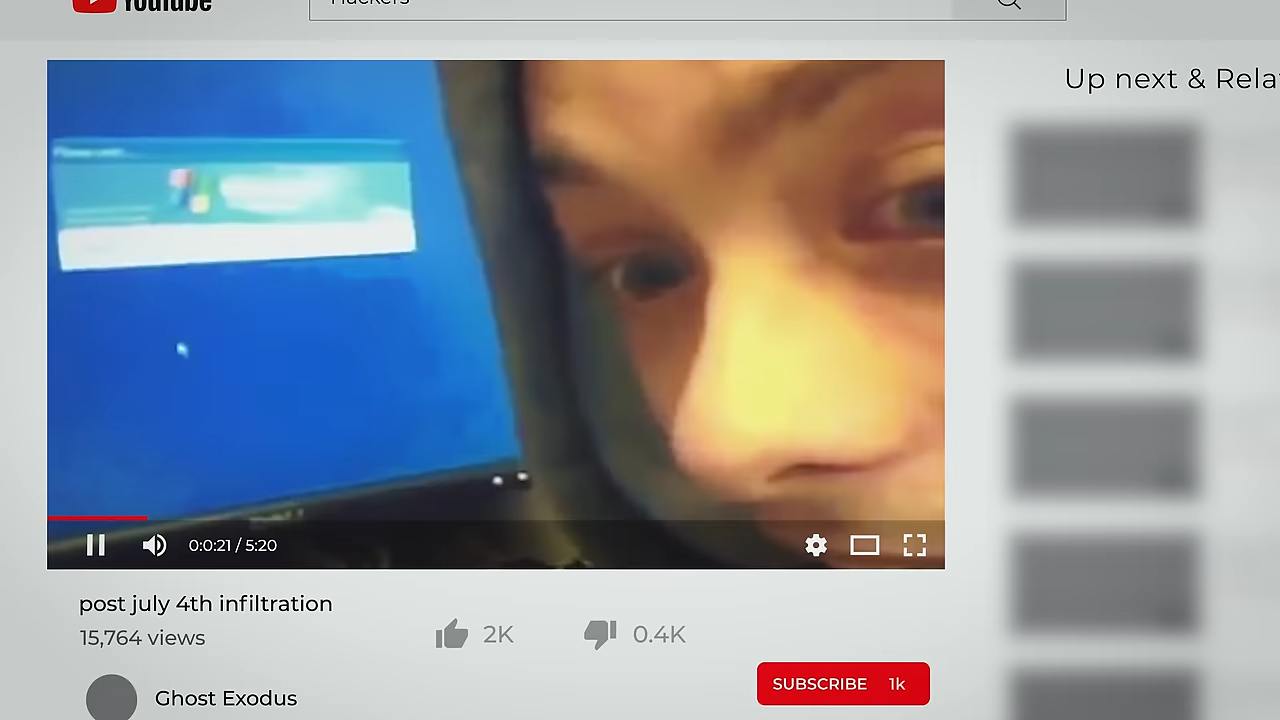 YouTube
Hackers
Up next & Rela
0:0:21 / 5:20
post july 4th infiltration
15,764 views
2K
0.4K
SUBSCRIBE 1k
Ghost Exodus